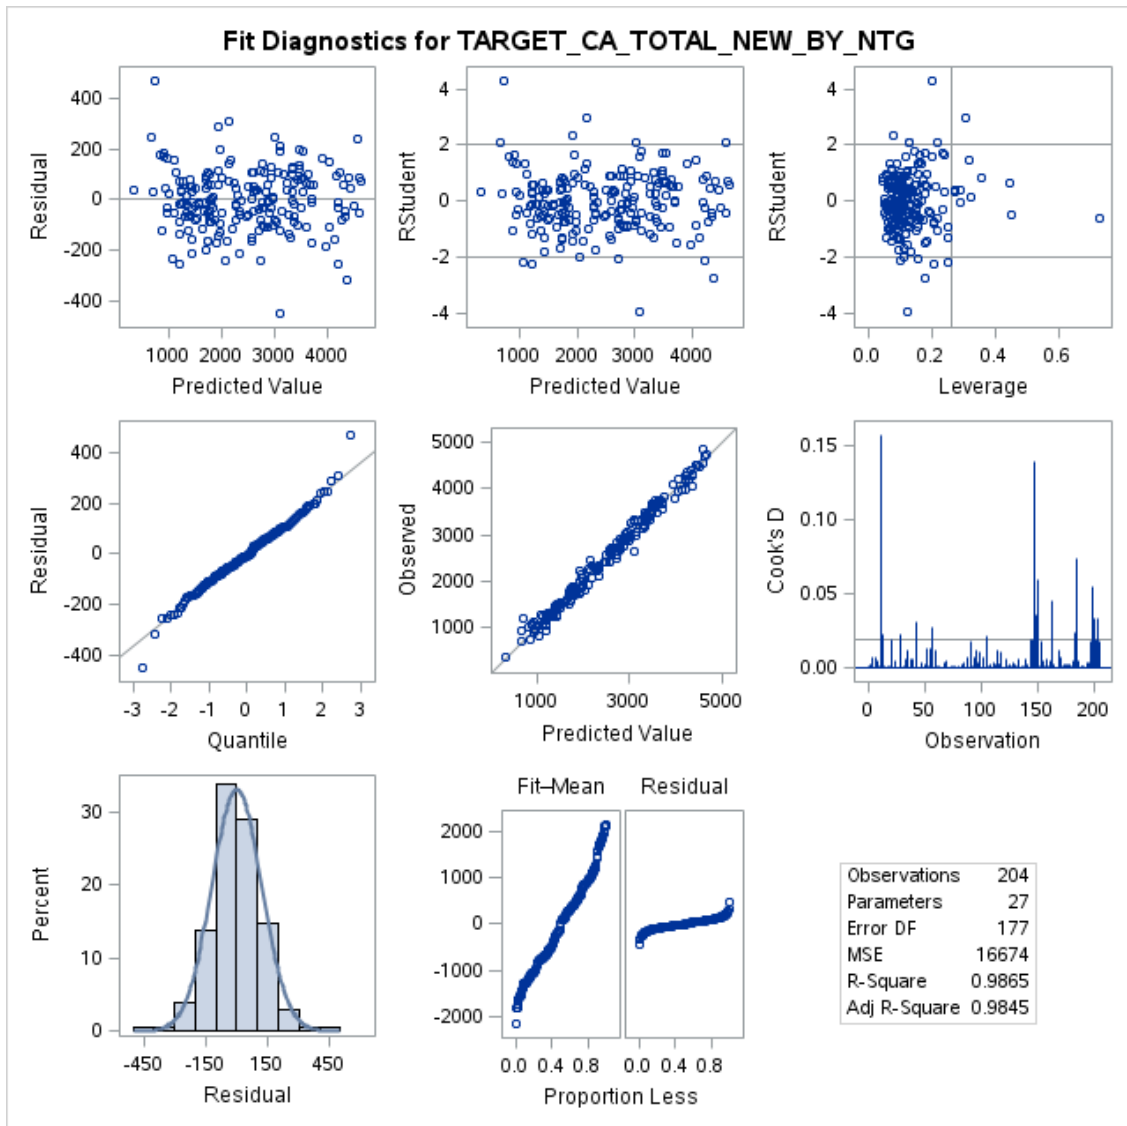 Fit Diagnostics for TARGET_CA_TOTAL_NEW_BY_NTG
Residual
400
200
0
-200
-400
1000 2000 3000 4000
Predicted Value
RStudent
4
2
0
-2
-4
1000 2000 3000 4000
Predicted Value
RStudent
4
2
0
-2
-4
0.0 0.2 0.4 0.6
Leverage
Residual
400
200
0
-200
-400
-3 -2 -1 0 1 2 3
Quantile
Observed
5000
4000
3000
2000
1000
1000 3000 5000
Predicted Value
Cook's D
0.15
0.10
0.05
0.00
0 50 100 150 200
Observation
Percent
30
20
10
0
-450 -150 150 450
Residual
Fit–Mean Residual
2000
1000
0
-1000
-2000
0.0 0.4 0.8 0.0 0.4 0.8
Proportion Less
Observations 204
Parameters 27
Error DF 177
MSE 16674
R-Square 0.9865
Adj R-Square 0.9845